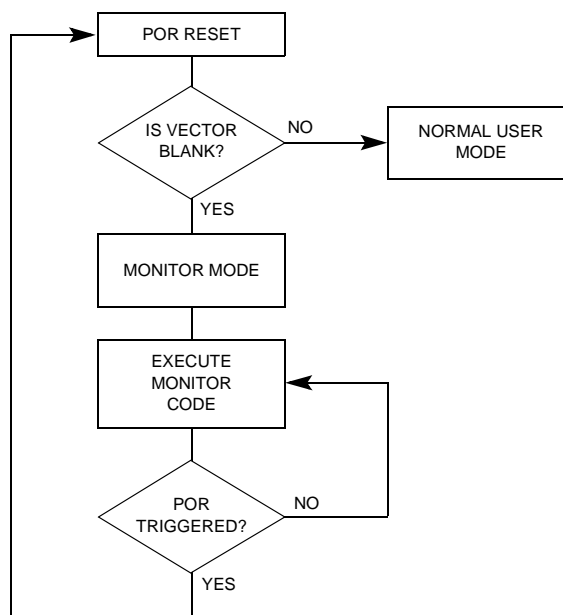 POR RESET
IS VECTOR
BLANK?
NO
NORMAL USER
MODE
YES
MONITOR MODE
EXECUTE
MONITOR
CODE
POR
TRIGGERED?
NO
YES